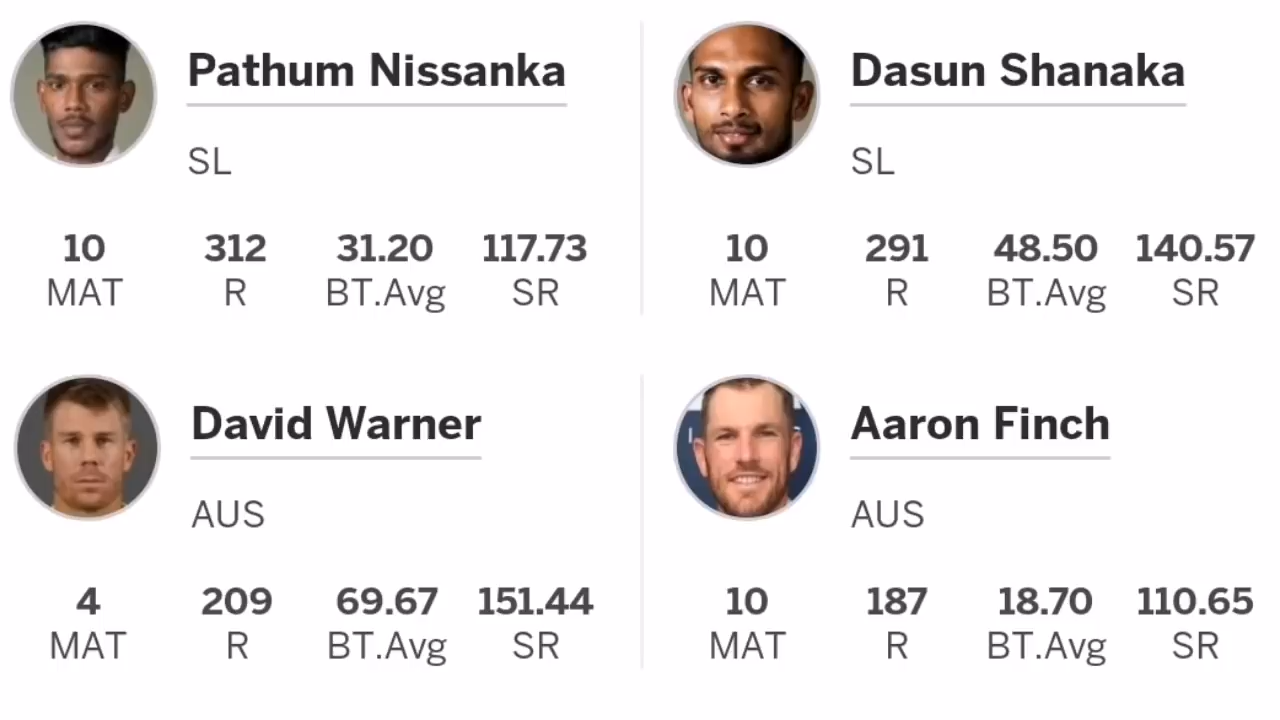 Pathum Nissanka
SL
10 312 31.20 117.73
MAT R BT.Avg SR
Dasun Shanaka
SL
10 291 48.50 140.57
MAT R BT.Avg SR
David Warner
AUS
4 209 69.67 151.44
MAT R BT.Avg SR
Aaron Finch
AUS
10 187 18.70 110.65
MAT R BT.Avg SR